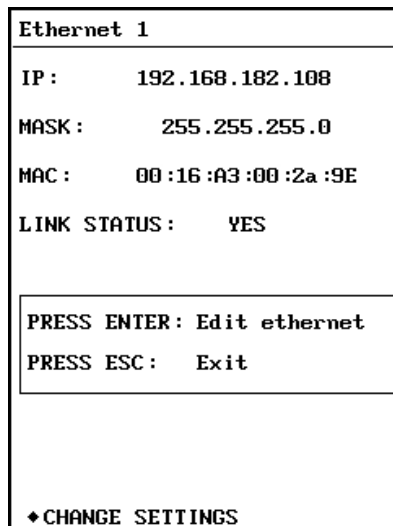 Ethernet 1
IP: 192.168.182.108
MASK: 255.255.255.0
MAC: 00:16:A3:00:2a:9E
LINK STATUS: YES
PRESS ENTER: Edit ethernet
PRESS ESC: Exit
◆CHANGE SETTINGS